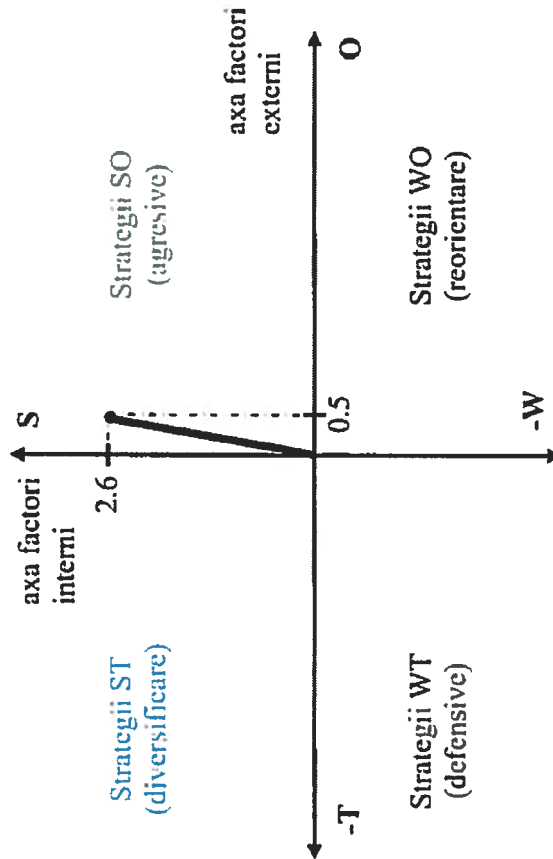 axa factori
interni
S
2.6
Strategii ST
(diversificare)
Strategii SO
(agresive)
axa factori
externi
-T
0.5
O
Strategii WT
(defensive)
Strategii WO
(reorientare)
-W